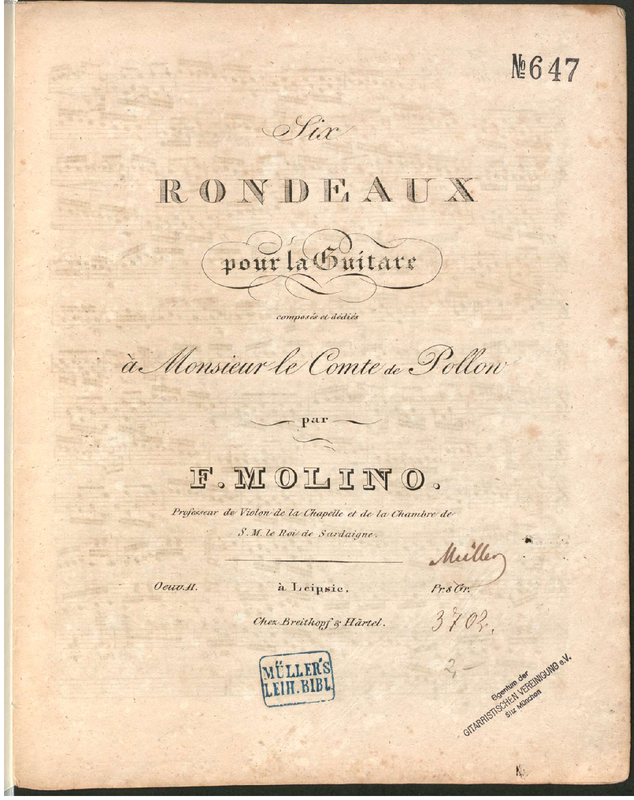 №647
Six
RONDEAUX
pour la Guitare
composés et dédiés
à Monsieur le Comte de Pollon
par
F. MOLINO.
Professeur de Violon de la Chapelle et de la Chambre de
S. M. le Roi de Sardaigne.
Müller
Oeuv. 11. à Leipsic. Pr. 8 Gr.
Chez Breitkopf & Härtel. 3702.
2,-
MÜLLER'S
LEIH. BIBL.
Eigentum der
GITARRISTISCHEN VEREINIGUNG e.V.
Sitz München